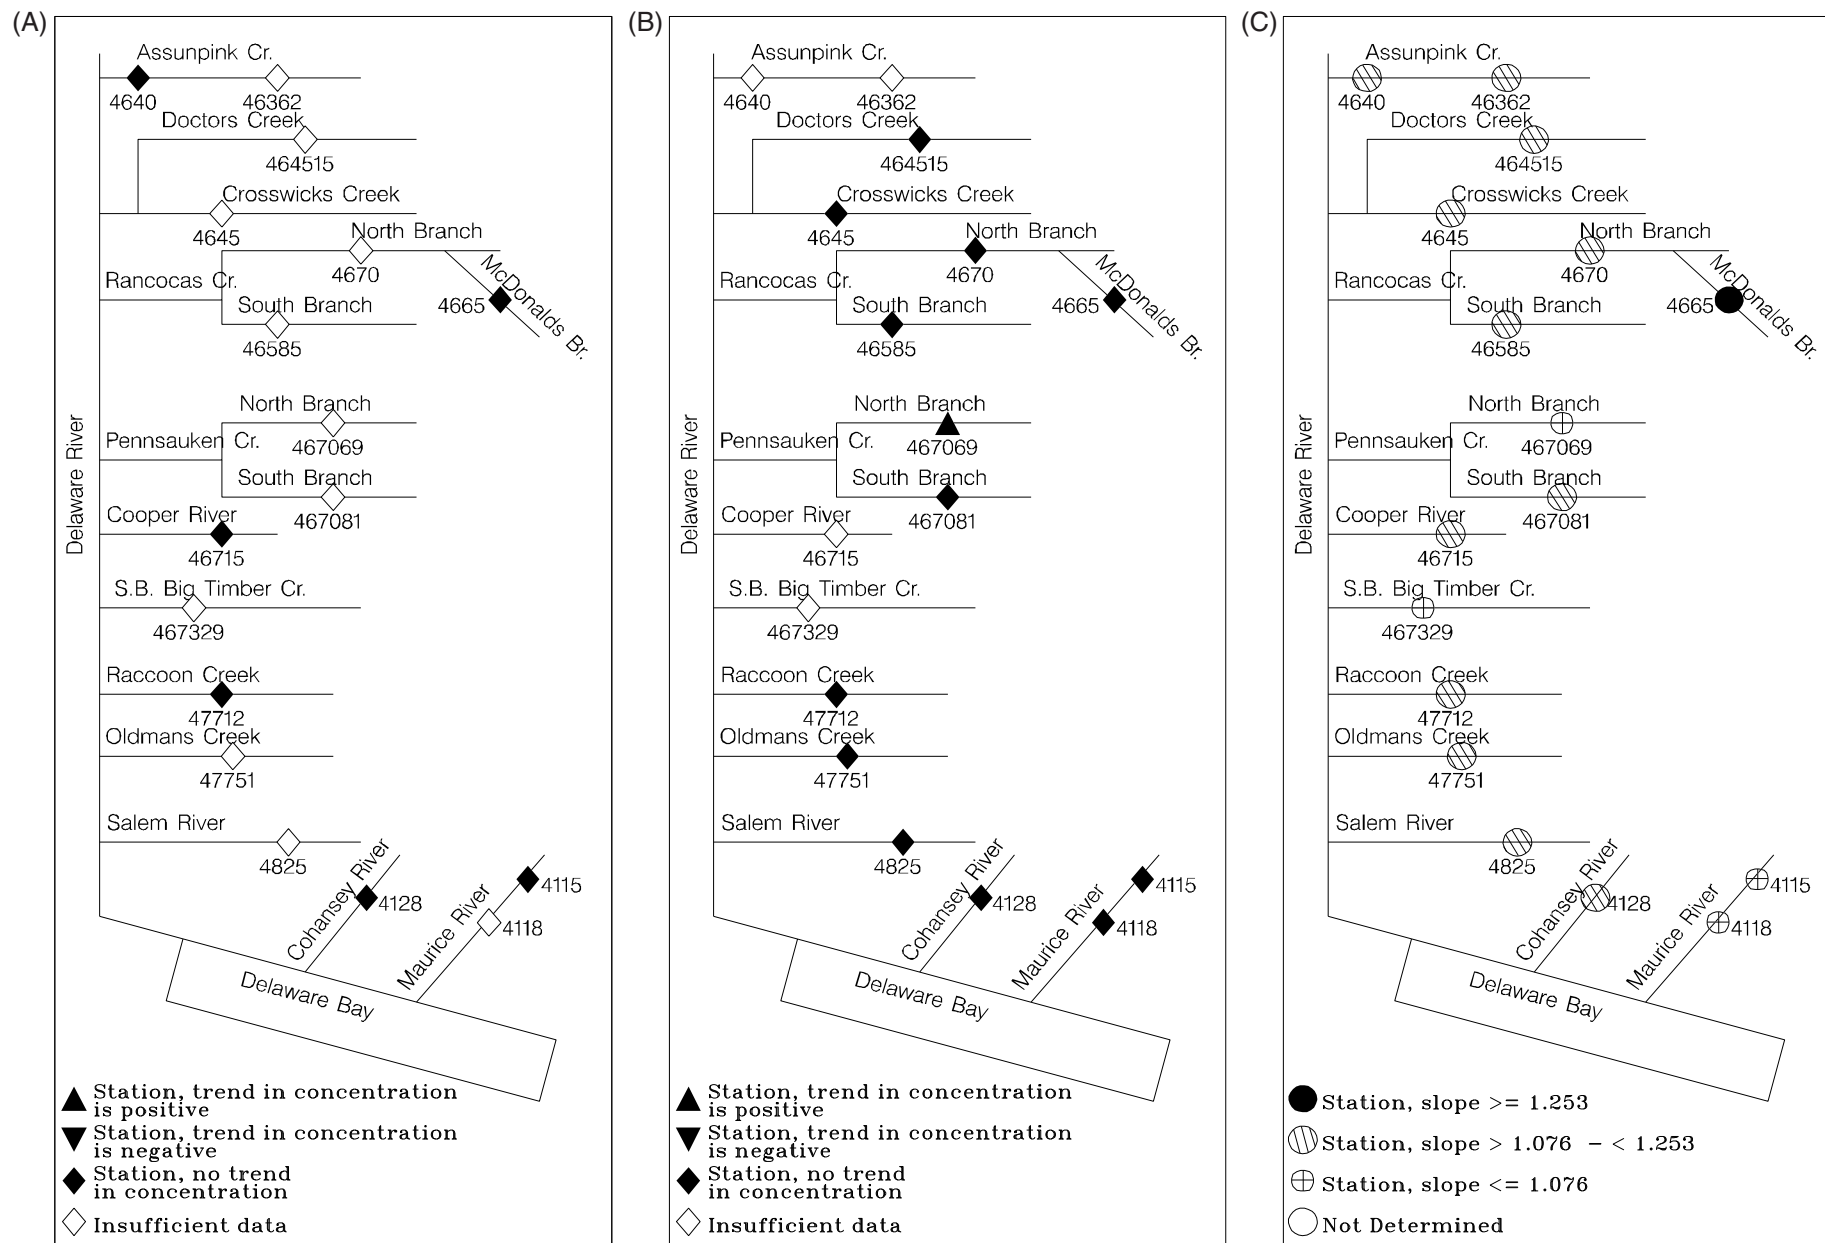 (A)
Assunpink Cr.
4640
46362
Doctors Creek
464515
Crosswicks Creek
4645
North Branch
4670
McDonalds Br.
Rancocas Cr.
4665
South Branch
46585
North Branch
467069
Pennsauken Cr.
South Branch
467081
Delaware River
Cooper River
46715
S.B. Big Timber Cr.
467329
Raccoon Creek
47712
Oldmans Creek
47751
Salem River
4825
Cohansey River
4128
Maurice River
4115
4118
Delaware Bay
Station, trend in concentration
is positive
Station, trend in concentration
is negative
Station, no trend
in concentration
Insufficient data
(B)
Assunpink Cr.
4640
46362
Doctors Creek
464515
Crosswicks Creek
4645
North Branch
4670
McDonalds Br.
Rancocas Cr.
4665
South Branch
46585
North Branch
467069
Pennsauken Cr.
South Branch
467081
Delaware River
Cooper River
46715
S.B. Big Timber Cr.
467329
Raccoon Creek
47712
Oldmans Creek
47751
Salem River
4825
Cohansey River
4128
Maurice River
4115
4118
Delaware Bay
Station, trend in concentration
is positive
Station, trend in concentration
is negative
Station, no trend
in concentration
Insufficient data
(C)
Assunpink Cr.
4640
46362
Doctors Creek
464515
Crosswicks Creek
4645
North Branch
4670
McDonalds Br.
Rancocas Cr.
4665
South Branch
46585
North Branch
467069
Pennsauken Cr.
South Branch
467081
Delaware River
Cooper River
46715
S.B. Big Timber Cr.
467329
Raccoon Creek
47712
Oldmans Creek
47751
Salem River
4825
Cohansey River
4128
Maurice River
4115
4118
Delaware Bay
Station, slope >= 1.253
Station, slope > 1.076 - < 1.253
Station, slope <= 1.076
Not Determined